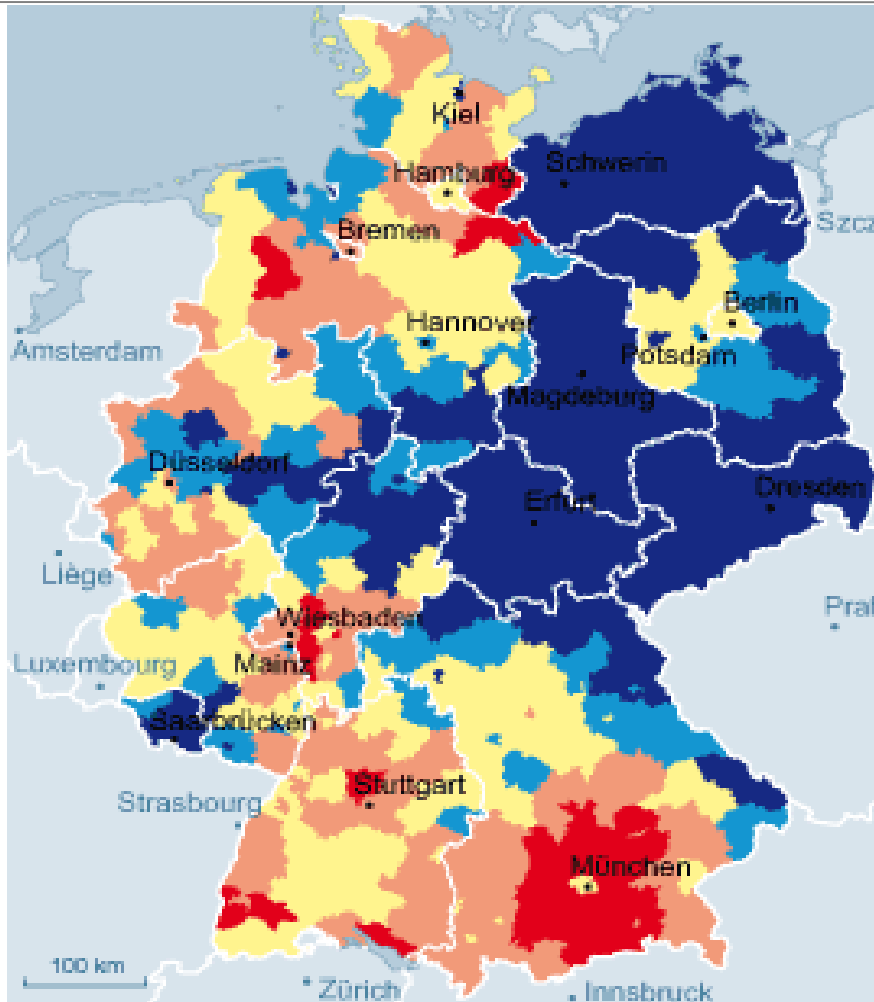 Kiel
Schwerin
Hamburg
Szcz
Bremen
Berlin
Hannover
Amsterdam
Potsdam
Magdeburg
Düsseldorf
Dresden
Erfurt
Liège
Wiesbaden
Praf
Mainz
Luxembourg
Saarbrücken
Stuttgart
Strasbourg
München
100 km
Zürich
Innsbruck